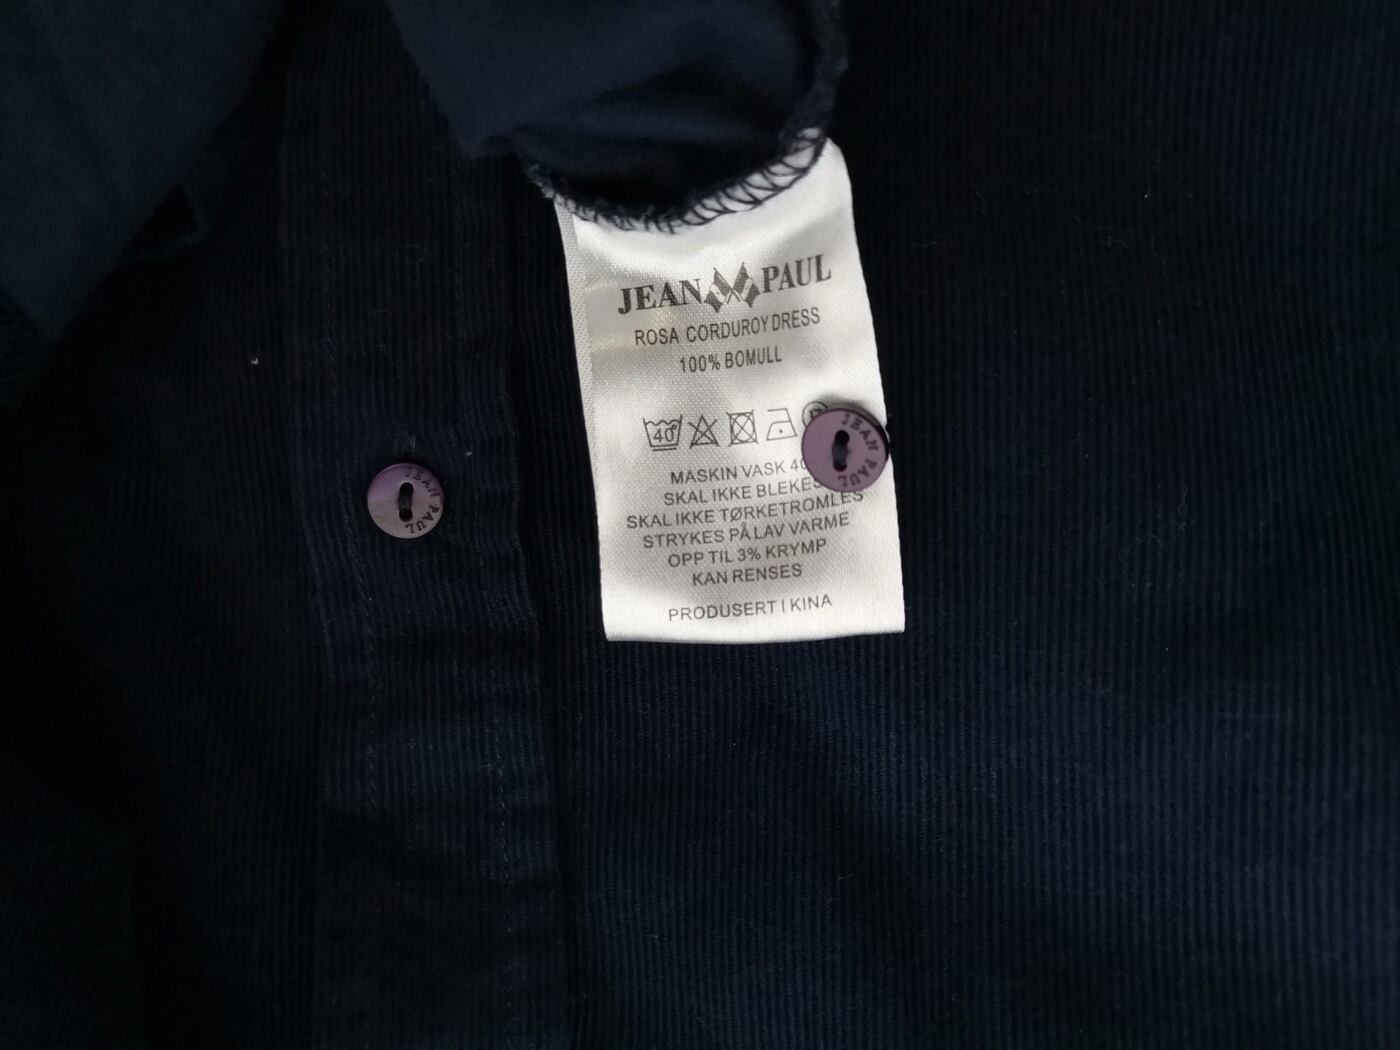 JEAN PAUL
ROSA CORDUROY DRESS
100% BOMULL
40°
MASKIN VASK 40
SKAL IKKE BLEKES
SKAL IKKE TØRKETROMLES
STRYKES PÅ LAV VARME
OPP TIL 3% KRYMP
KAN RENSES
PRODUSERT I KINA
JEAN PAUL
JEAN PAUL